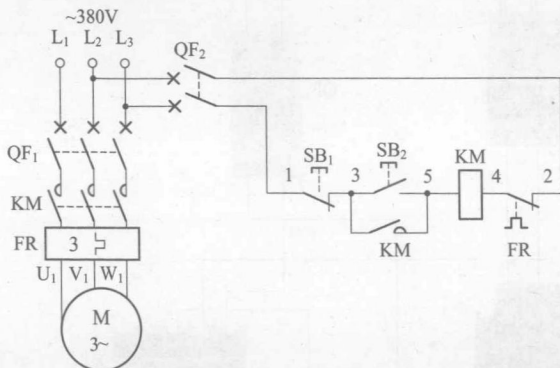 ~380V
L₁ L₂ L₃
QF₂
QF₁
KM
FR 3
U₁ V₁ W₁
M
3~
1 SB₁ 3 SB₂ 5 KM 4 2
KM
FR